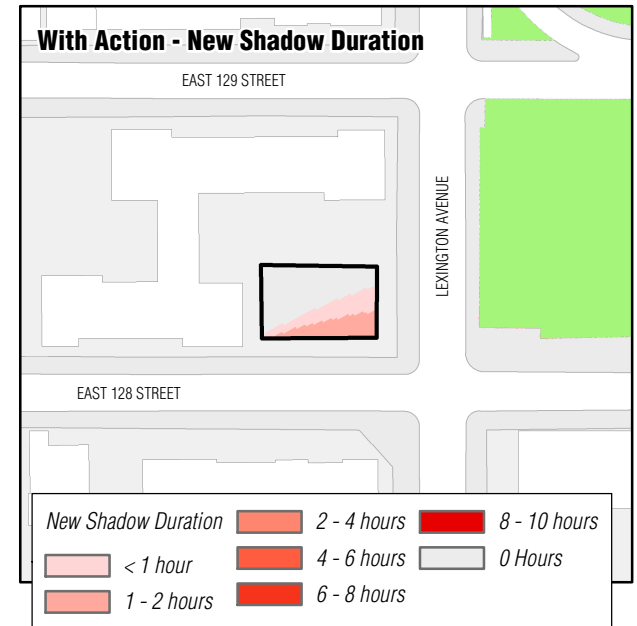 With Action - New Shadow Duration
EAST 129 STREET
LEXINGTON AVENUE
EAST 128 STREET
New Shadow Duration
< 1 hour
1 - 2 hours
2 - 4 hours
4 - 6 hours
6 - 8 hours
8 - 10 hours
0 Hours